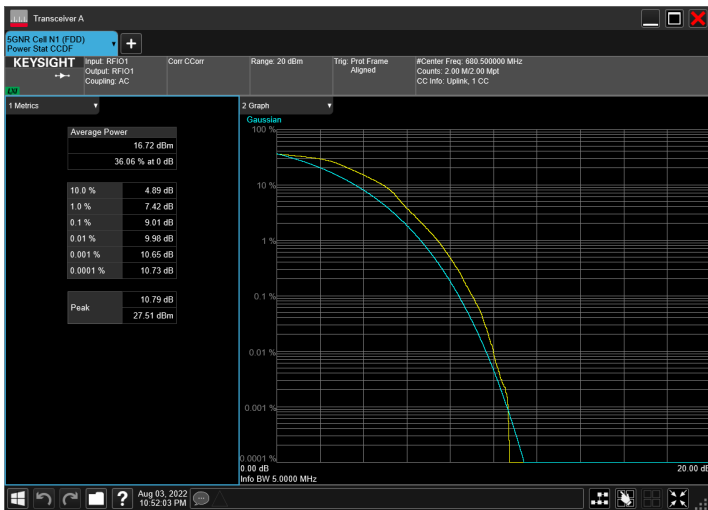 Transceiver A
5GNR Cell N1 (FDD)
Power Stat CCDF
KEYSIGHT
LXI
Input: RFIO1
Output: RFIO1
Coupling: AC
Corr CCorr
Range: 20 dBm
Trig: Prot Frame
Aligned
#Center Freq: 680.500000 MHz
Counts: 2.00 M/2.00 Mpt
CC Info: Uplink, 1 CC
1 Metrics
Average Power
16.72 dBm
36.06 % at 0 dB
10.0 % 4.89 dB
1.0 % 7.42 dB
0.1 % 9.01 dB
0.01 % 9.98 dB
0.001 % 10.65 dB
0.0001 % 10.73 dB
Peak
10.79 dB
27.51 dBm
2 Graph
Gaussian
100 %
10 %
1 %
0.1 %
0.01 %
0.001 %
0.0001 %
0.00 dB
20.00 dB
Info BW 5.0000 MHz
Aug 03, 2022
10:52:03 PM